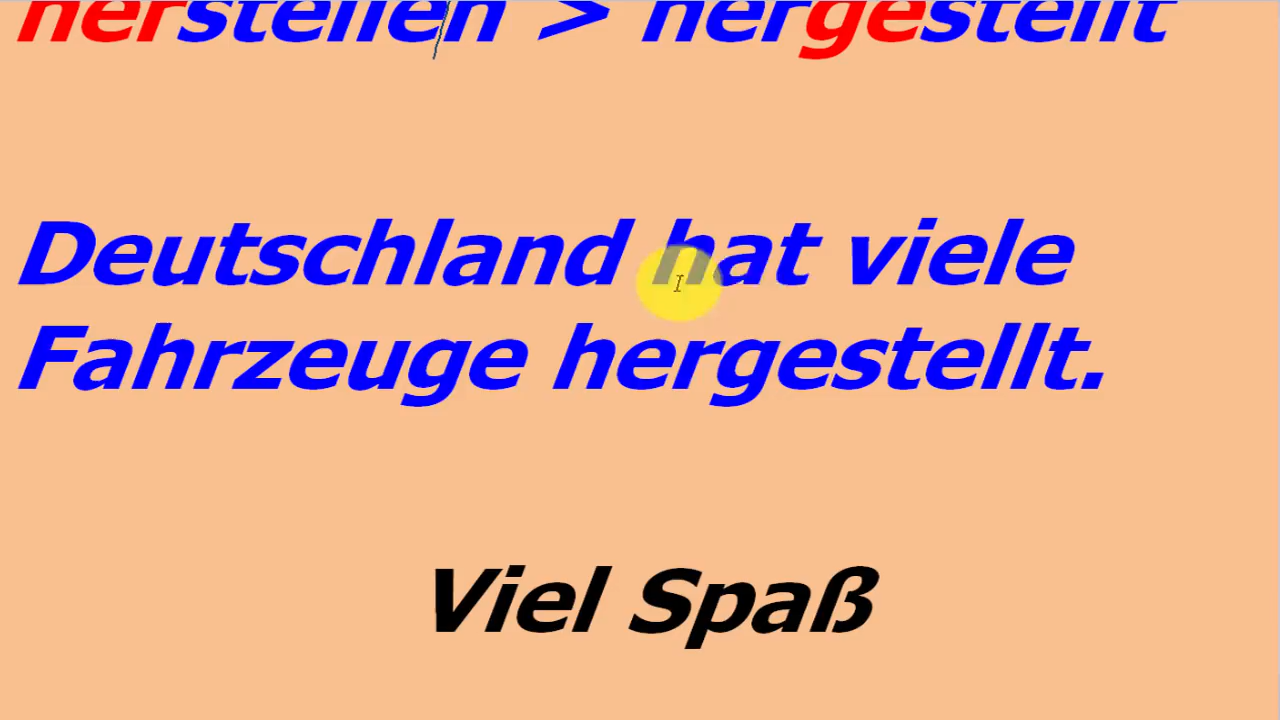 herstellen > hergestellt
Deutschland hat viele
Fahrzeuge hergestellt.
Viel Spaß